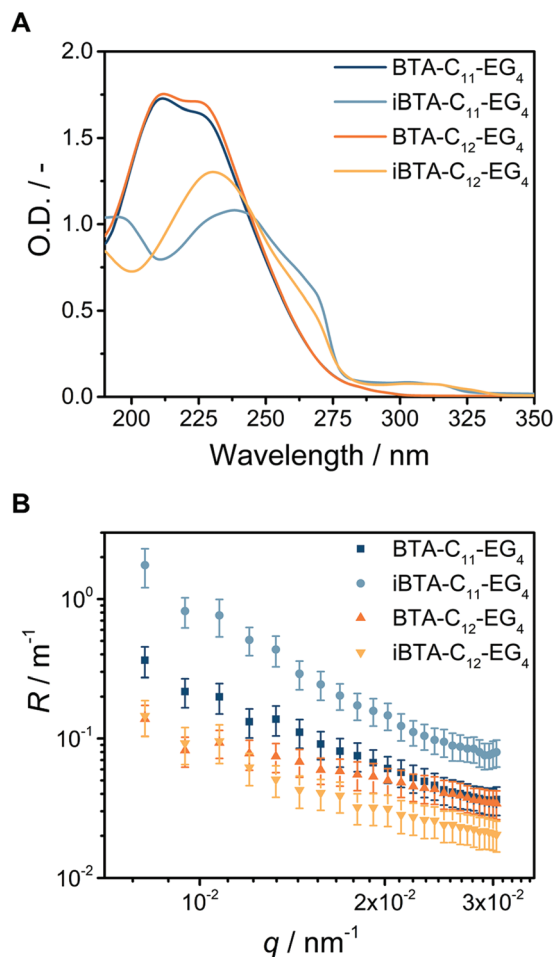 A
O.D. / -
2.0
1.5
1.0
0.5
0.0
BTA-C₁₁-EG₄
iBTA-C₁₁-EG₄
BTA-C₁₂-EG₄
iBTA-C₁₂-EG₄
200 225 250 275 300 325 350
Wavelength / nm
B
R / m⁻¹
10⁰
10⁻¹
10⁻²
BTA-C₁₁-EG₄
iBTA-C₁₁-EG₄
BTA-C₁₂-EG₄
iBTA-C₁₂-EG₄
10⁻² 2x10⁻² 3x10⁻²
q / nm⁻¹